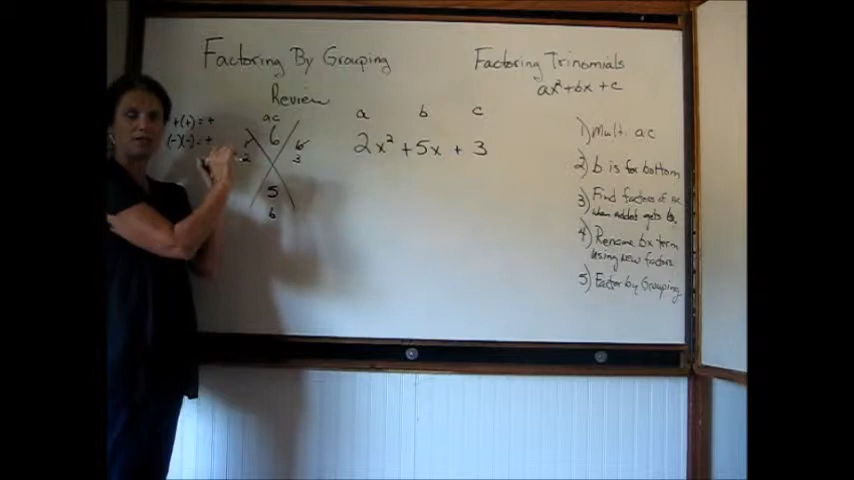 Factoring By Grouping
Review
+(+) = +
(-)(-) = +
ac
6
1 6
2 3
5
b
a b c
2x² + 5x + 3
Factoring Trinomials
ax² + bx + c
1) Mult. ac
2) b is for bottom
3) Find factors of ac
when added gets b.
4) Rename bx term
using new factors.
5) Factor by Grouping